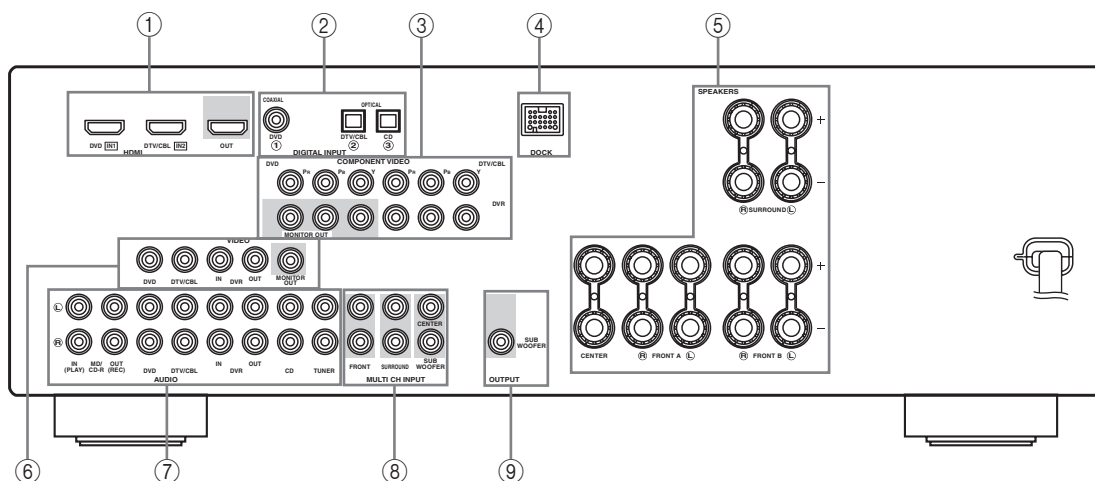 ① ② ③ ④ ⑤
SPEAKERS
COAXIAL OPTICAL
DVD IN1 DTV/CBL IN2 OUT
HDMI
DVD DTV/CBL CD
① ② ③
DIGITAL INPUT
DOCK
COMPONENT VIDEO
DVD DTV/CBL
PR PB Y PR PB Y
DVR
MONITOR OUT
+
−
R SURROUND L
VIDEO
DVD DTV/CBL IN DVR OUT MONITOR OUT
L
R
IN (PLAY) MD/CD-R OUT (REC) DVD DTV/CBL IN DVR OUT CD TUNER
AUDIO
CENTER
FRONT SURROUND SUB WOOFER
MULTI CH INPUT
SUB WOOFER
OUTPUT
+
−
CENTER R FRONT A L R FRONT B L
⑥ ⑦ ⑧ ⑨